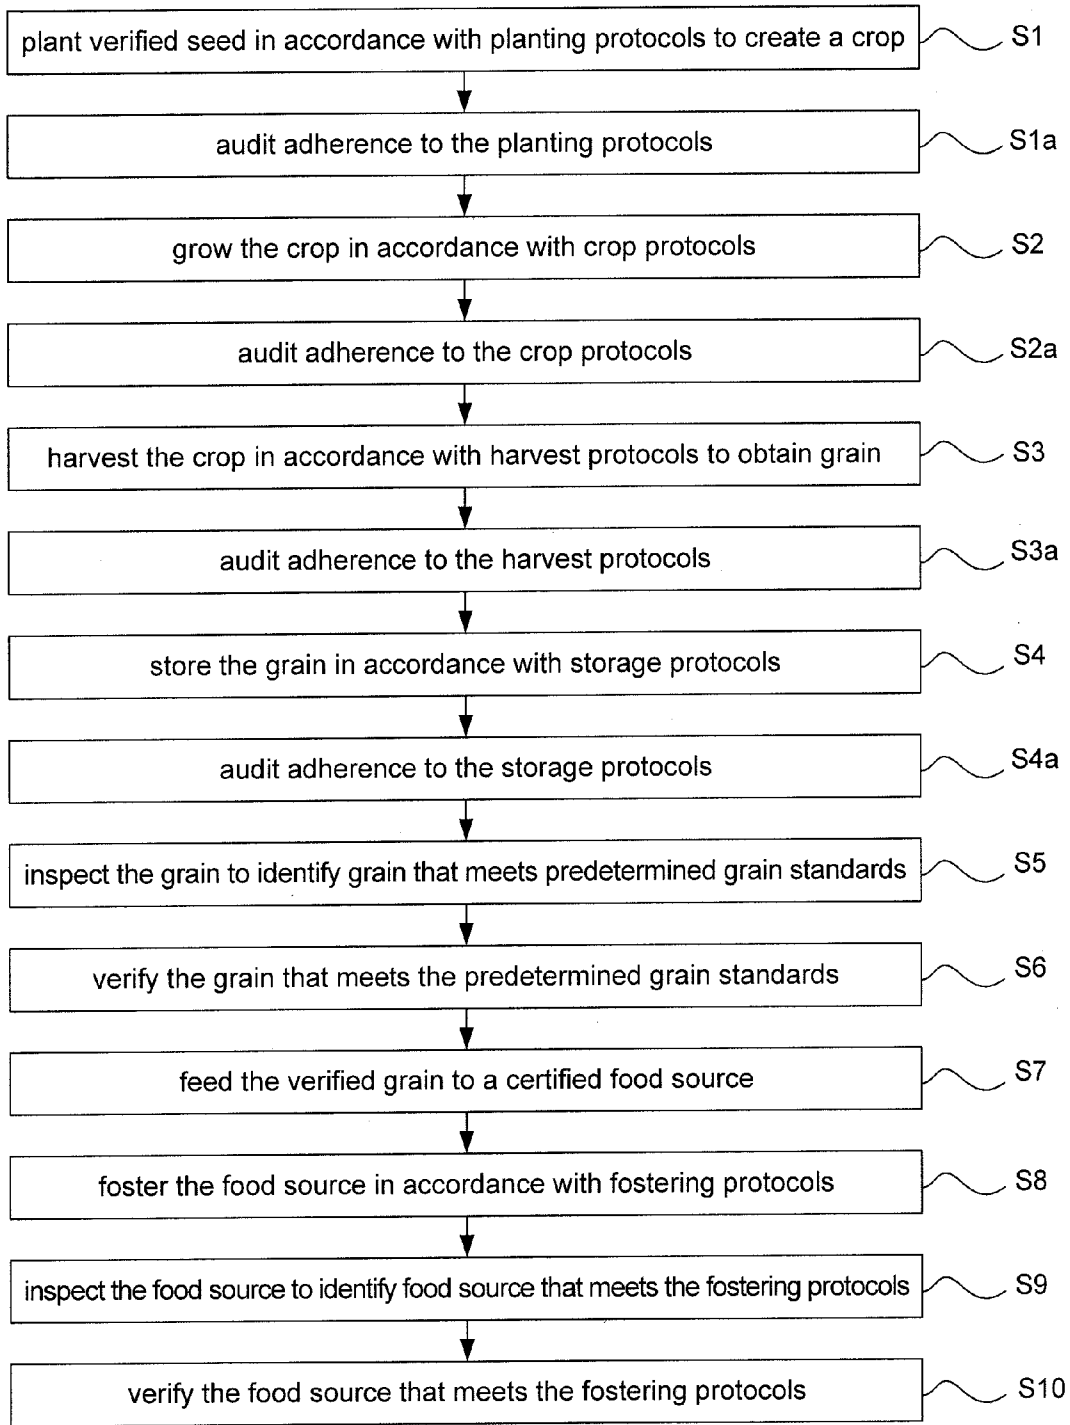 plant verified seed in accordance with planting protocols to create a crop S1
audit adherence to the planting protocols S1a
grow the crop in accordance with crop protocols S2
audit adherence to the crop protocols S2a
harvest the crop in accordance with harvest protocols to obtain grain S3
audit adherence to the harvest protocols S3a
store the grain in accordance with storage protocols S4
audit adherence to the storage protocols S4a
inspect the grain to identify grain that meets predetermined grain standards S5
verify the grain that meets the predetermined grain standards S6
feed the verified grain to a certified food source S7
foster the food source in accordance with fostering protocols S8
inspect the food source to identify food source that meets the fostering protocols S9
verify the food source that meets the fostering protocols S10